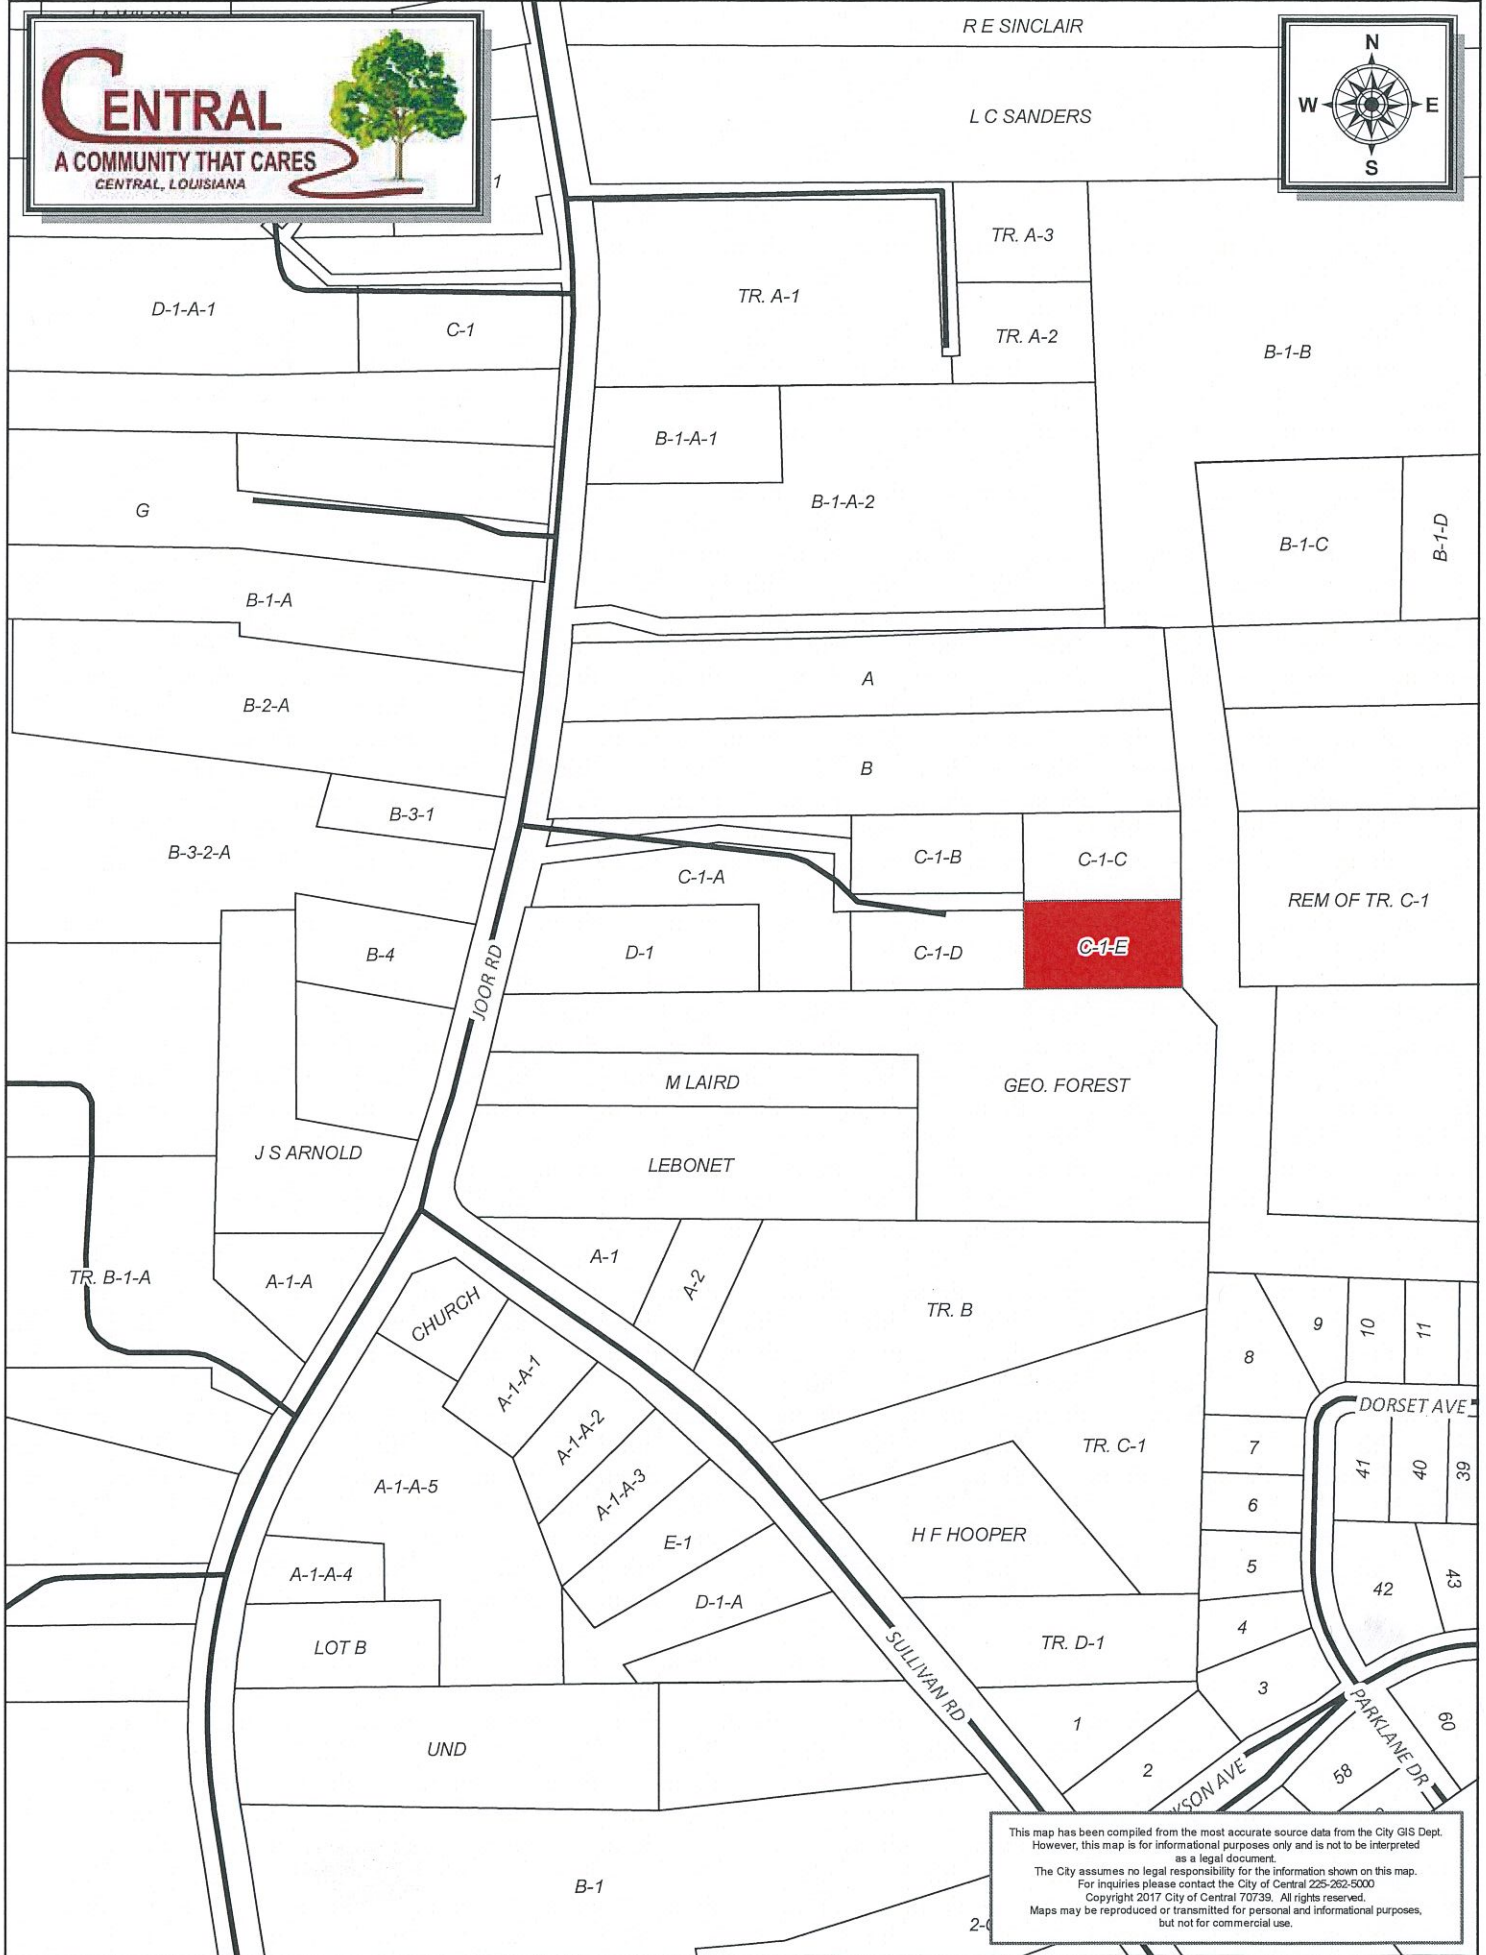 R E SINCLAIR
CENTRAL
A COMMUNITY THAT CARES
CENTRAL, LOUISIANA
N
W
E
S
L C SANDERS
1
TR. A-3
TR. A-1
D-1-A-1
C-1
TR. A-2
B-1-B
B-1-A-1
B-1-A-2
G
B-1-C
B-1-D
B-1-A
A
B-2-A
B
B-3-1
B-3-2-A
C-1-A
C-1-B
C-1-C
REM OF TR. C-1
B-4
JOOR RD
D-1
C-1-D
C-1-E
M LAIRD
GEO. FOREST
J S ARNOLD
LEBONET
TR. B-1-A
A-1-A
A-1
A-2
CHURCH
TR. B
8
9
10
11
A-1-A-1
DORSET AVE
A-1-A-2
TR. C-1
7
41
40
39
A-1-A-5
A-1-A-3
6
E-1
H F HOOPER
5
A-1-A-4
D-1-A
42
43
LOT B
TR. D-1
4
SULLIVAN RD
3
UND
1
2
KSON AVE
PARKLANE DR
58
60
B-1
This map has been compiled from the most accurate source data from the City GIS Dept.
However, this map is for informational purposes only and is not to be interpreted
as a legal document.
The City assumes no legal responsibility for the information shown on this map.
For inquiries please contact the City of Central 225-262-5000
Copyright 2017 City of Central 70739. All rights reserved.
Maps may be reproduced or transmitted for personal and informational purposes,
but not for commercial use.